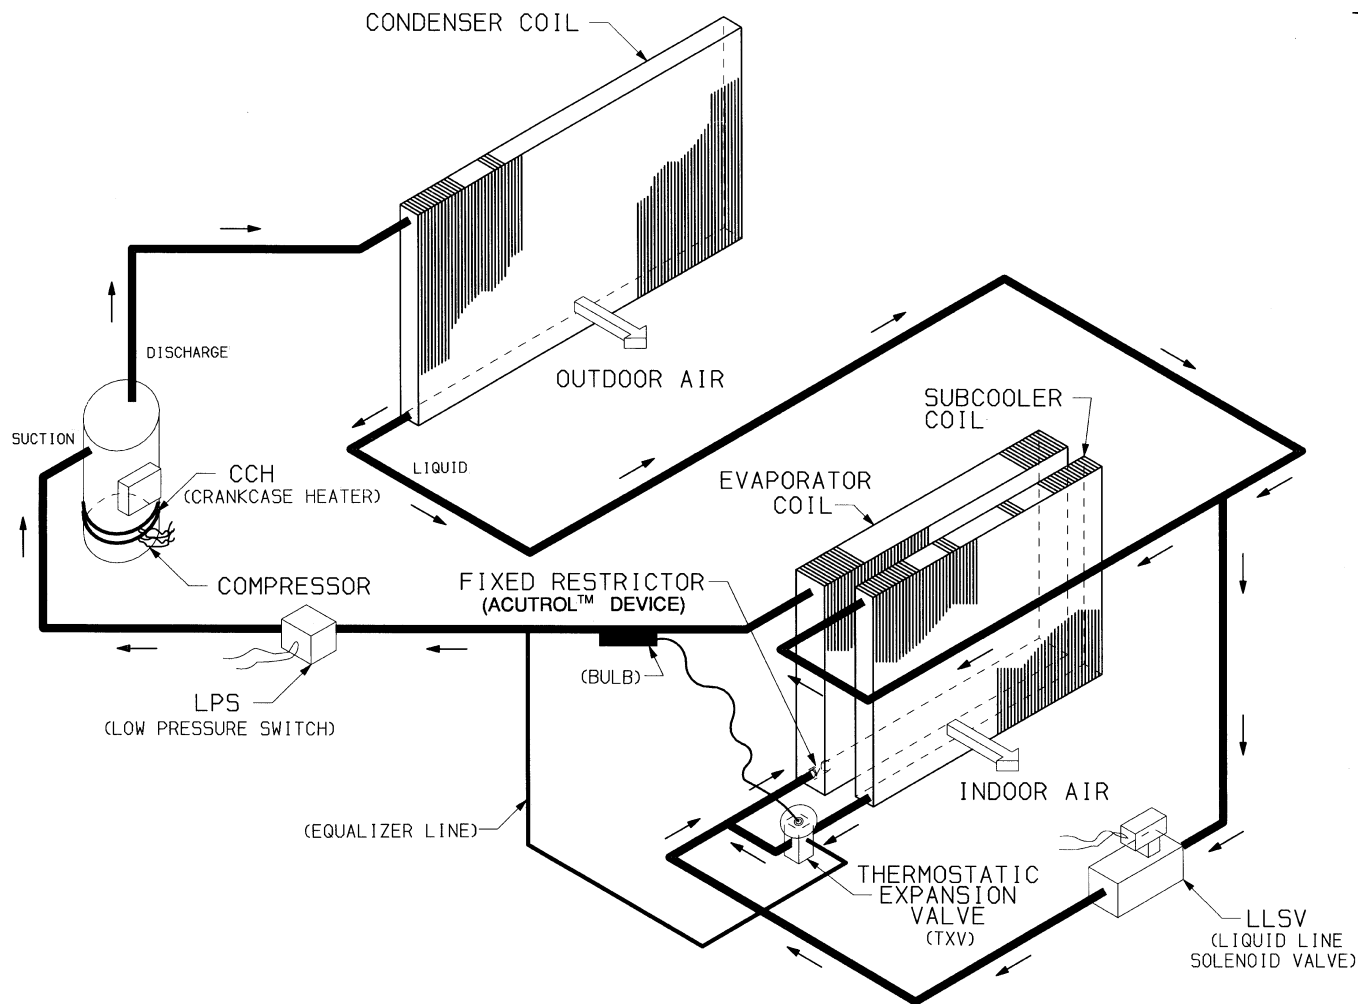 CONDENSER COIL
DISCHARGE
OUTDOOR AIR
SUBCOOLER
COIL
SUCTION
LIQUID
CCH
(CRANKCASE HEATER)
EVAPORATOR
COIL
COMPRESSOR
FIXED RESTRICTOR
(ACUTROL™ DEVICE)
(BULB)
LPS
(LOW PRESSURE SWITCH)
INDOOR AIR
(EQUALIZER LINE)
THERMOSTATIC
EXPANSION
VALVE
(TXV)
LLSV
(LIQUID LINE
SOLENOID VALVE)